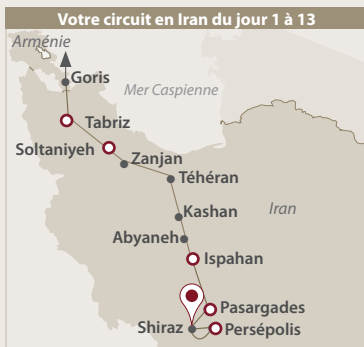 Votre circuit en Iran du jour 1 à 13
Arménie
Goris
Mer Caspienne
Tabriz
Soltaniyeh
Zanjan
Téhéran
Kashan
Iran
Abyaneh
Ispahan
Pasargades
Shiraz
Persépolis